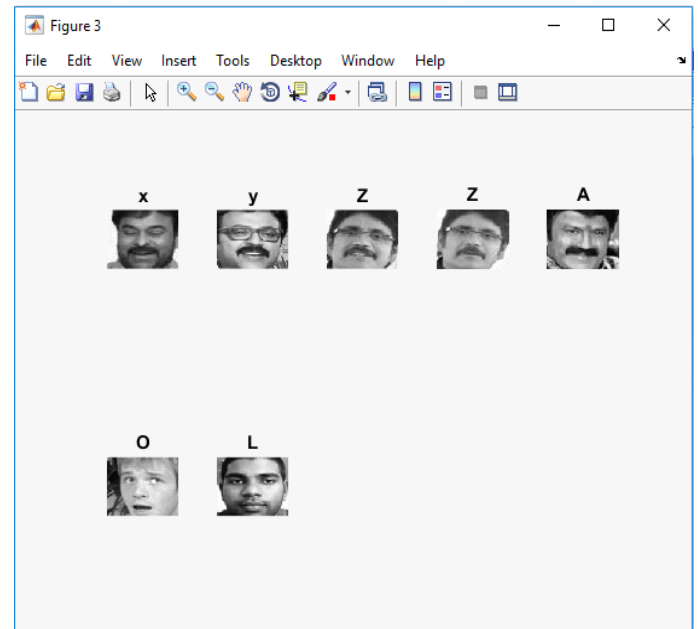 Figure 3
File Edit View Insert Tools Desktop Window Help
x y Z Z A
O L